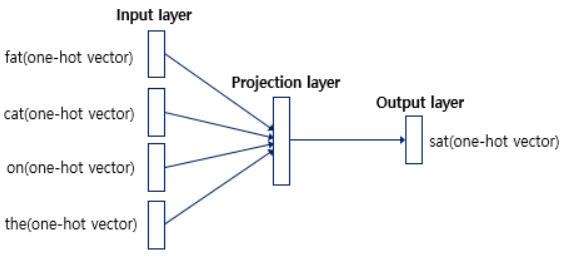 Input layer
fat(one-hot vector)
Projection layer
cat(one-hot vector)
Output layer
sat(one-hot vector)
on(one-hot vector)
the(one-hot vector)